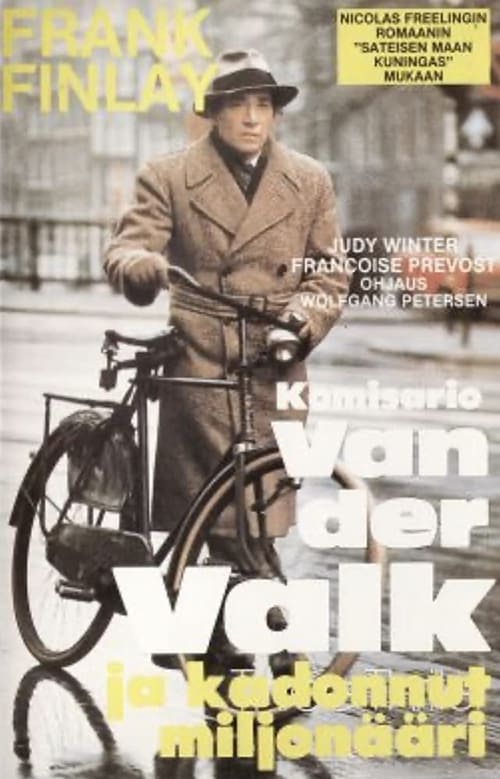 FRANK
FINLAY
NICOLAS FREELINGIN
ROMAANIN
"SATEISEN MAAN
KUNINGAS"
MUKAAN
JUDY WINTER
FRANCOISE PREVOST
OHJAUS
WOLFGANG PETERSEN
Komisario
Van
der
Valk
ja kadonnut
miljonääri